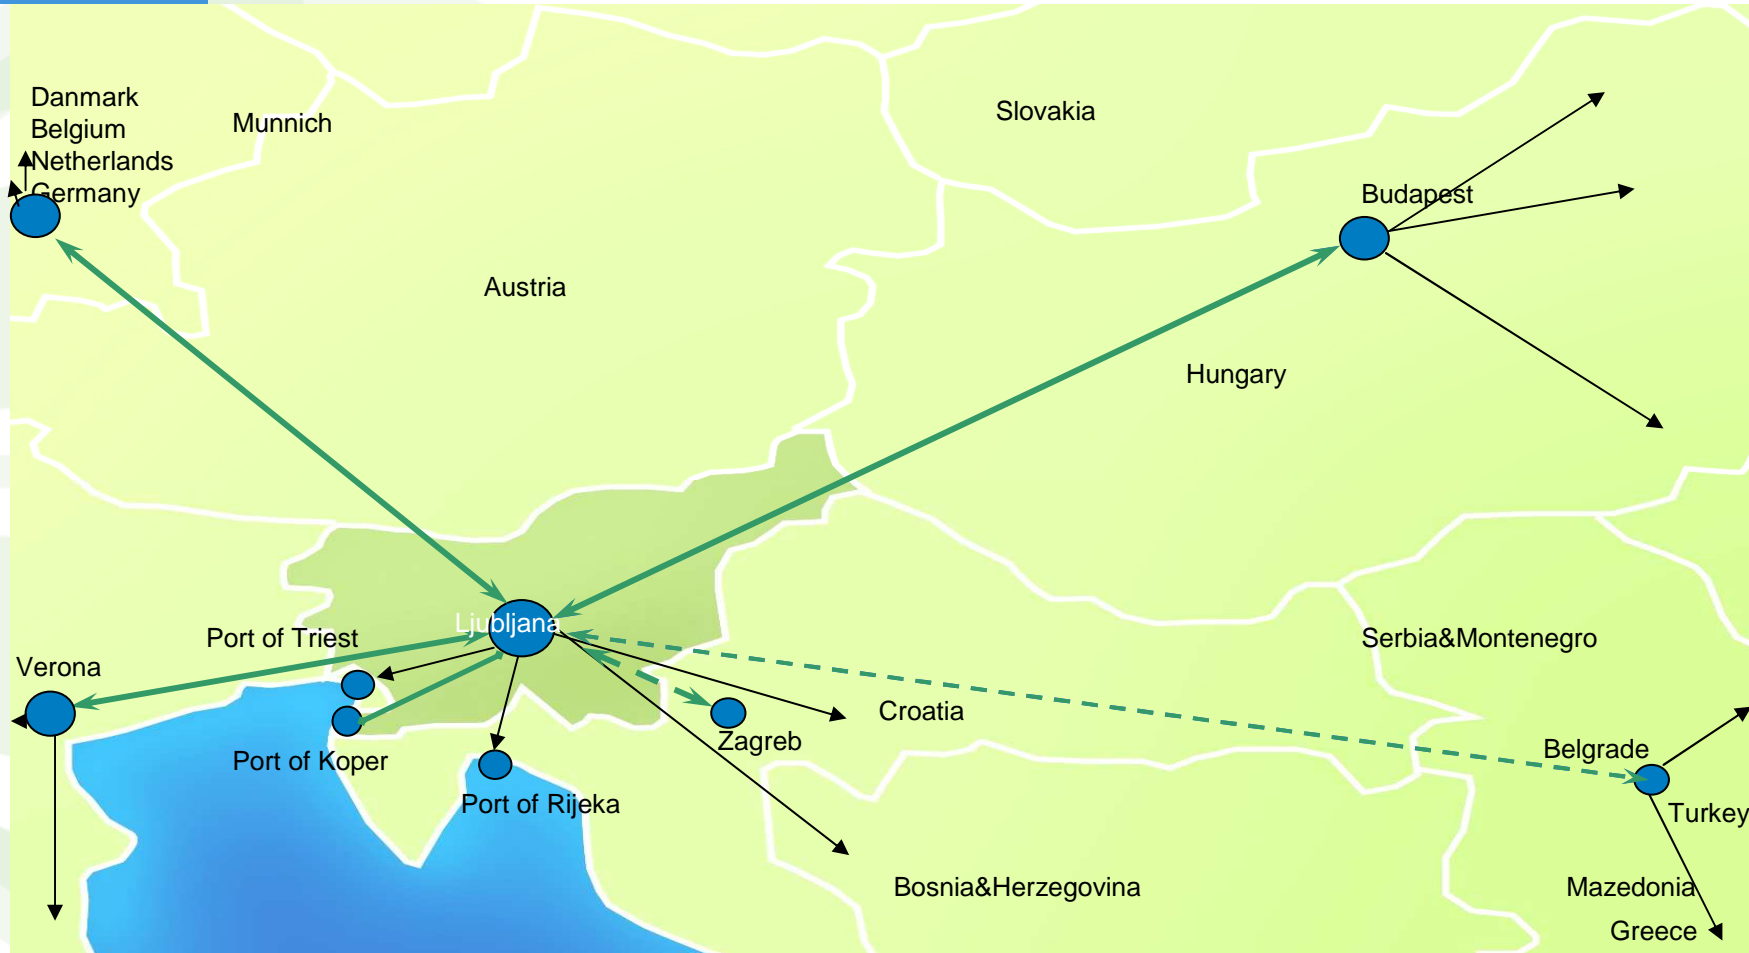 Danmark
Belgium
Netherlands
Germany
Munnich
Slovakia
Budapest
Austria
Hungary
Ljubljana
Port of Triest
Verona
Serbia&Montenegro
Croatia
Zagreb
Port of Koper
Belgrade
Port of Rijeka
Turkey
Bosnia&Herzegovina
Mazedonia
Greece